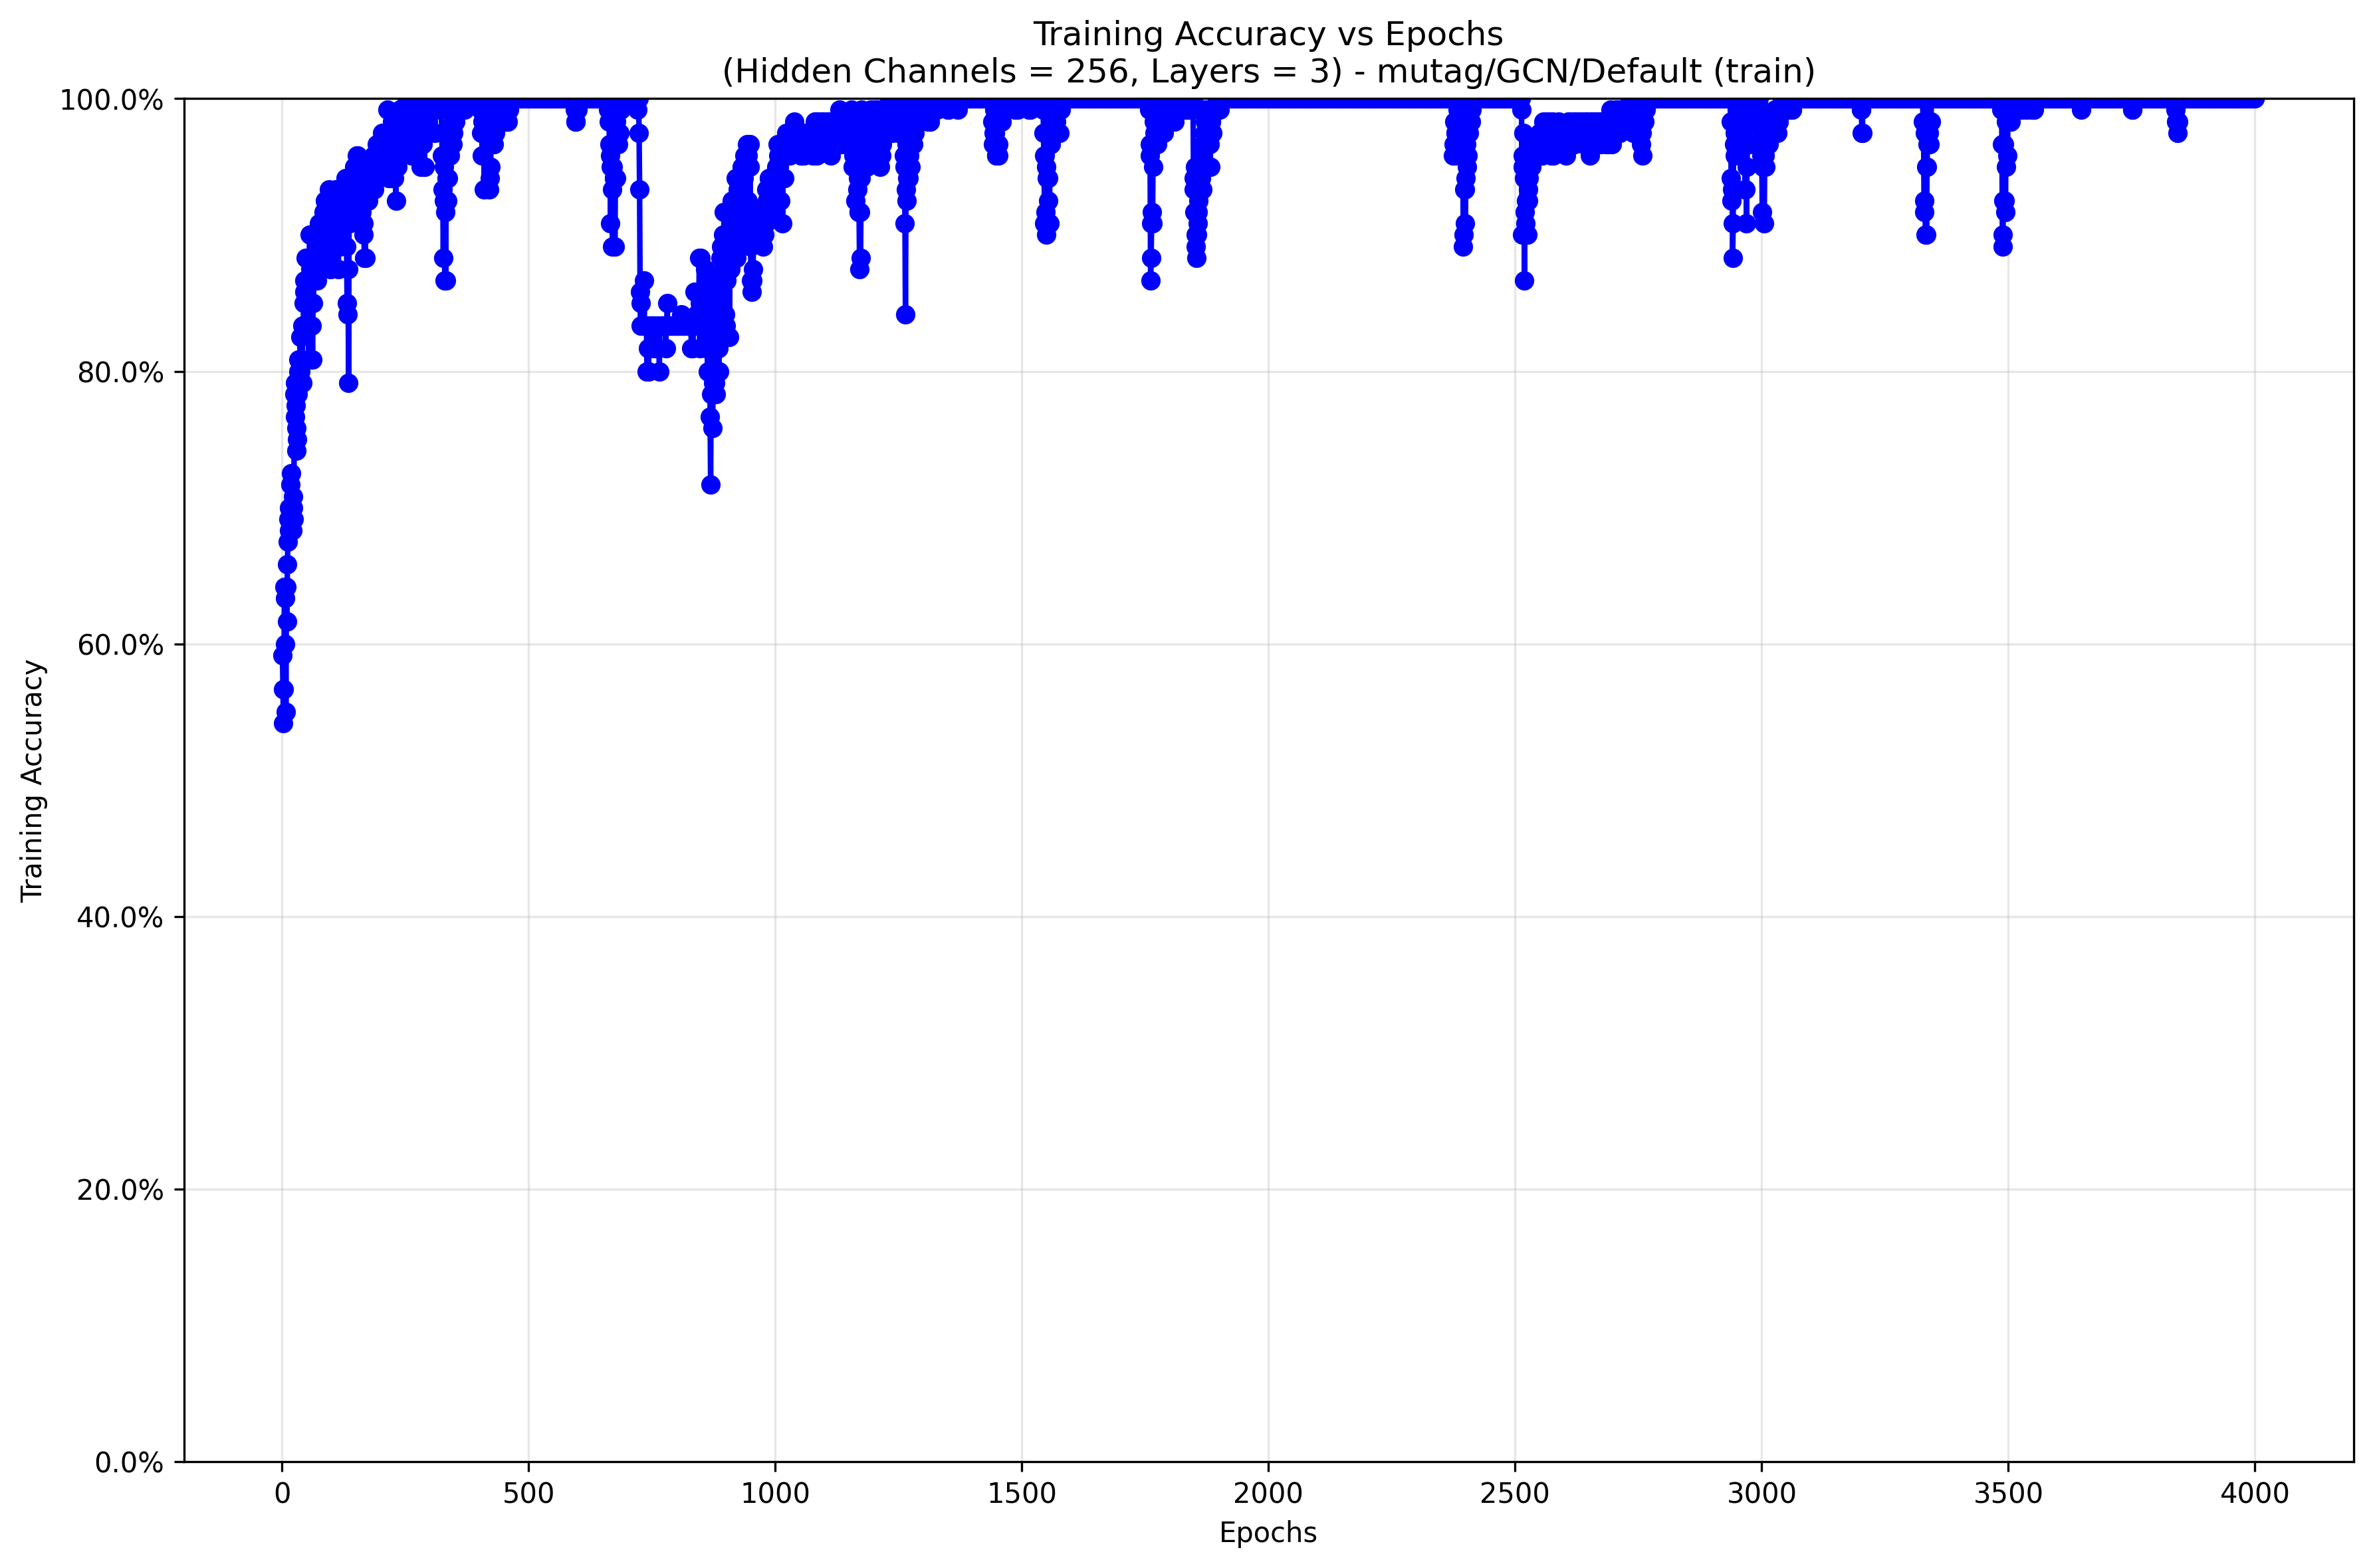 Training Accuracy vs Epochs
(Hidden Channels = 256, Layers = 3) - mutag/GCN/Default (train)
Training Accuracy
100.0%
80.0%
60.0%
40.0%
20.0%
0.0%
0 500 1000 1500 2000 2500 3000 3500 4000
Epochs